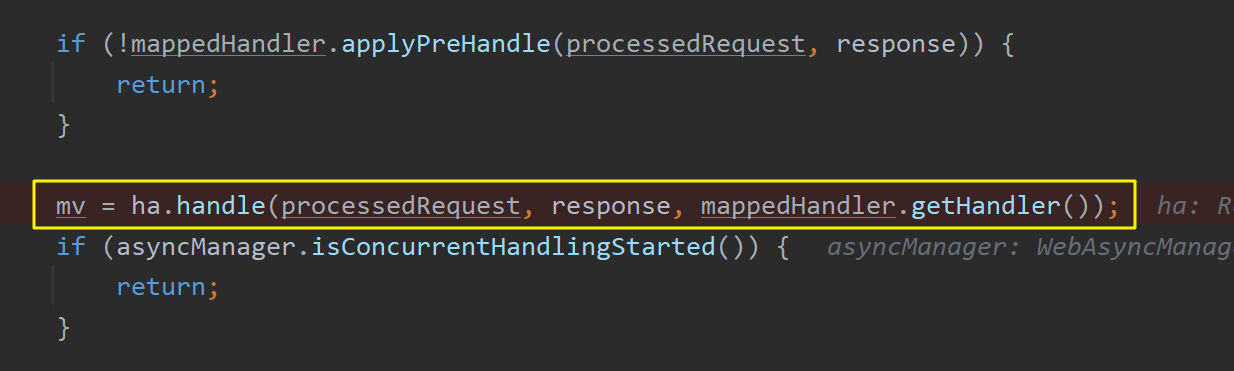 if (!mappedHandler.applyPreHandle(processedRequest, response)) {
return;
}
mv = ha.handle(processedRequest, response, mappedHandler.getHandler()); ha:
if (asyncManager.isConcurrentHandlingStarted()) { asyncManager:
return;
}